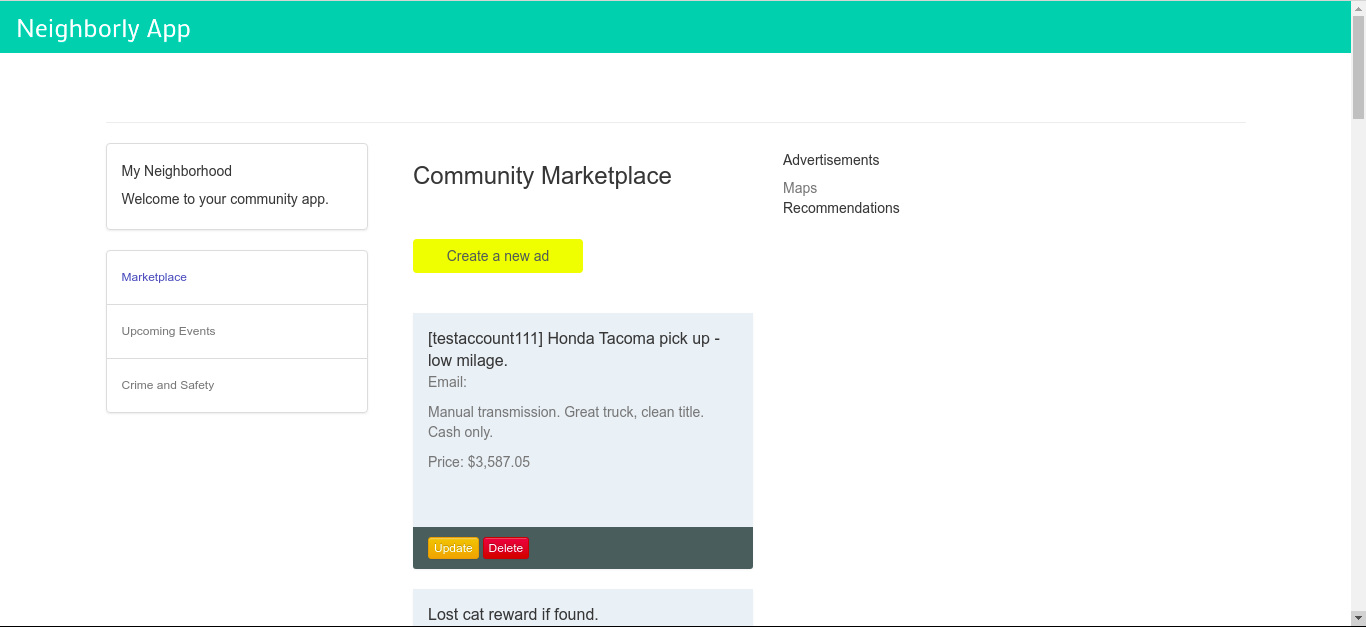 Neighborly App
My Neighborhood
Welcome to your community app.
Marketplace
Upcoming Events
Crime and Safety
Community Marketplace
Create a new ad
[testaccount111] Honda Tacoma pick up -
low milage.
Email:
Manual transmission. Great truck, clean title.
Cash only.
Price: $3,587.05
Update Delete
Lost cat reward if found.
Advertisements
Maps
Recommendations